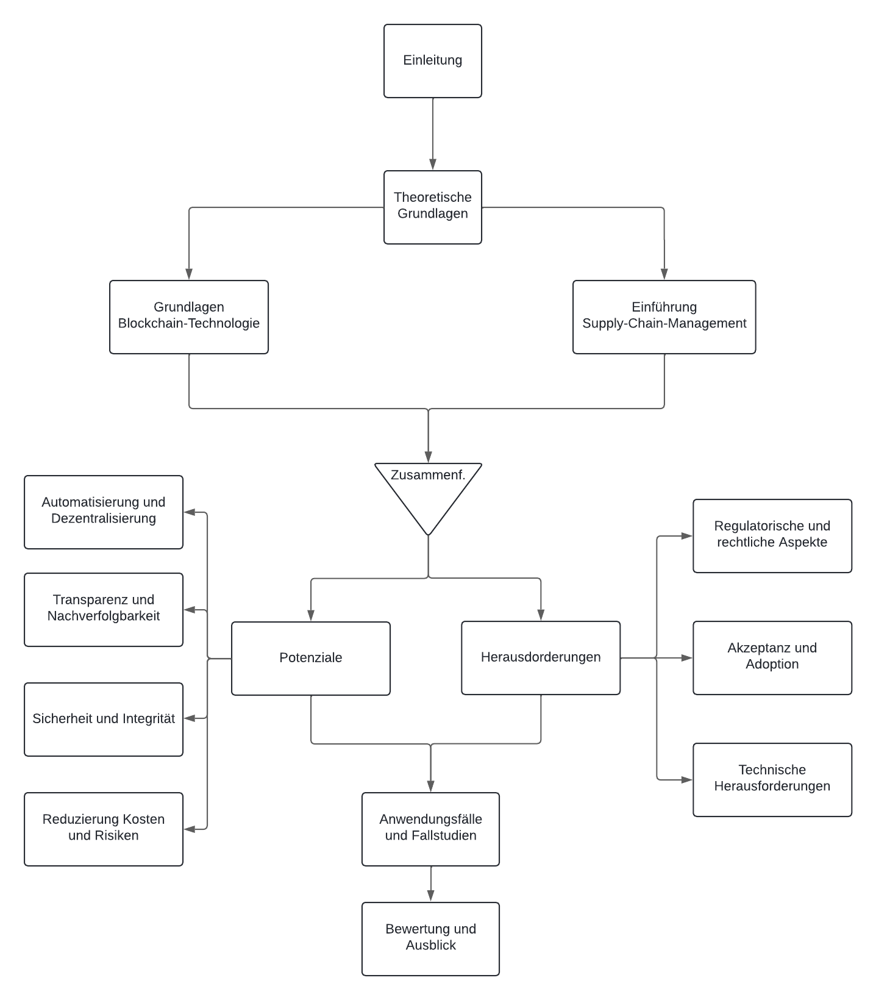 Einleitung
Theoretische
Grundlagen
Grundlagen
Blockchain-Technologie
Einführung
Supply-Chain-Management
Zusammenf.
Automatisierung und
Dezentralisierung
Transparenz und
Nachverfolgbarkeit
Sicherheit und Integrität
Reduzierung Kosten
und Risiken
Potenziale
Herausdorderungen
Regulatorische und
rechtliche Aspekte
Akzeptanz und
Adoption
Technische
Herausforderungen
Anwendungsfälle
und Fallstudien
Bewertung und
Ausblick